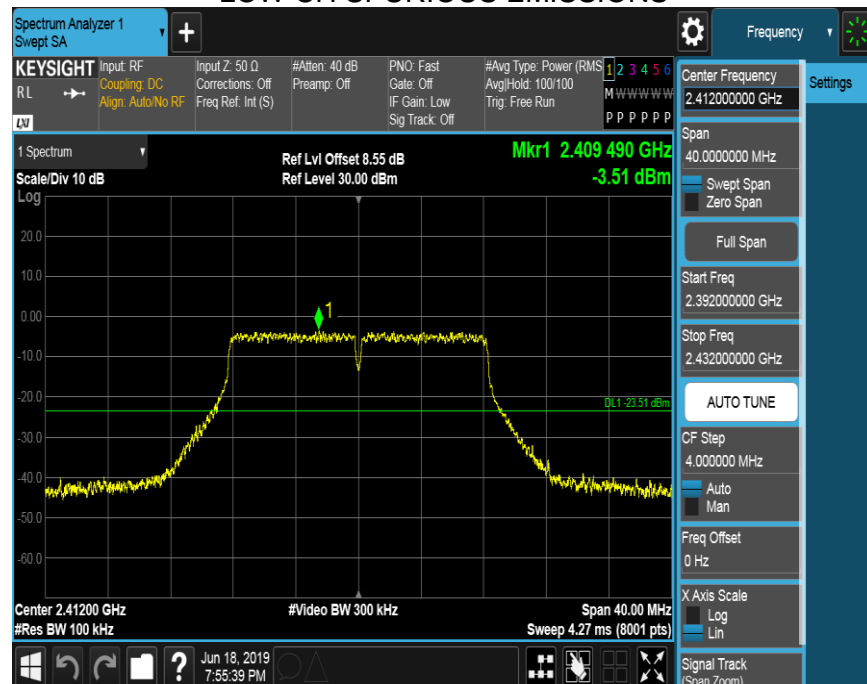 LOW CH SPURIOUS EMISSIONS
Spectrum Analyzer 1
Swept SA
Frequency
KEYSIGHT
RL
LXI
Input: RF
Coupling: DC
Align: Auto/No RF
Input Z: 50 Ω
Corrections: Off
Freq Ref: Int (S)
#Atten: 40 dB
Preamp: Off
PNO: Fast
Gate: Off
IF Gain: Low
Sig Track: Off
#Avg Type: Power (RMS
Avg|Hold: 100/100
Trig: Free Run
1 2 3 4 5 6
M W W W W W
P P P P P P
Center Frequency
2.412000000 GHz
Settings
1 Spectrum
Scale/Div 10 dB
Log
Ref Lvl Offset 8.55 dB
Ref Level 30.00 dBm
Mkr1 2.409 490 GHz
-3.51 dBm
Span
40.0000000 MHz
Swept Span
Zero Span
Full Span
Start Freq
2.392000000 GHz
Stop Freq
2.432000000 GHz
AUTO TUNE
CF Step
4.000000 MHz
Auto
Man
Freq Offset
0 Hz
X Axis Scale
Log
Lin
Signal Track
(Span Zoom)
20.0
10.0
0.00
-10.0
-20.0
-30.0
-40.0
-50.0
-60.0
1
DL1 -23.51 dBm
Center 2.41200 GHz
#Res BW 100 kHz
#Video BW 300 kHz
Span 40.00 MHz
Sweep 4.27 ms (8001 pts)
?
Jun 18, 2019
7:55:39 PM